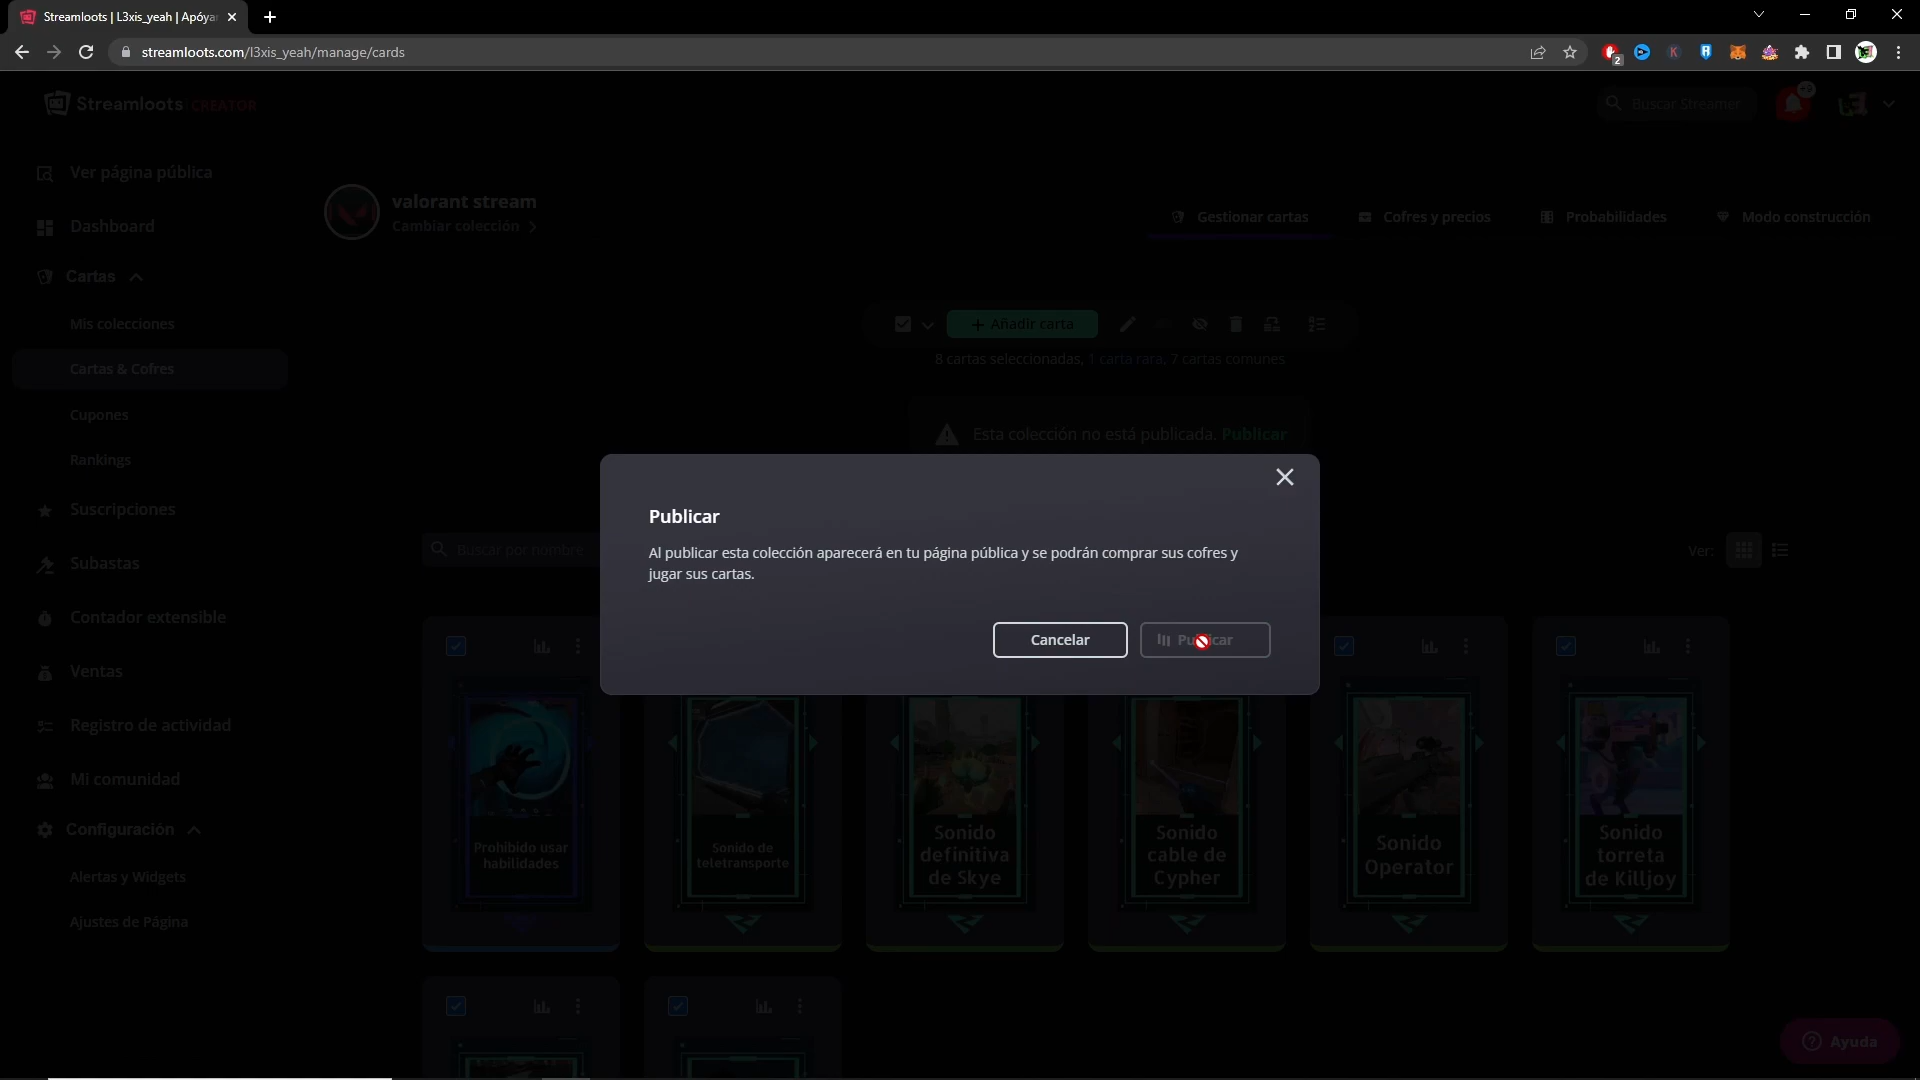 Streamloots | L3xis_yeah | Apóyar
streamloots.com/l3xis_yeah/manage/cards
2
Streamloots CREATOR
Buscar Streamer
Ver página pública
Dashboard
Cartas
Mis colecciones
Cartas & Cofres
Cupones
Rankings
Suscripciones
Subastas
Contador extensible
Ventas
Registro de actividad
Mi comunidad
Configuración
Alertas y Widgets
Ajustes de Página
valorant stream
Cambiar colección
Gestionar cartas
Cofres y precios
Probabilidades
Modo construcción
+ Añadir carta
8 cartas seleccionadas, 1 carta rara, 7 cartas comunes
Esta colección no está publicada. Publicar
Buscar por nombre
Ver:
Publicar
Al publicar esta colección aparecerá en tu página pública y se podrán comprar sus cofres y
jugar sus cartas.
Cancelar
Publicar
Prohibido usar
habilidades
Sonido de
teletransporte
Sonido
definitiva
de Skye
Sonido
cable de
Cypher
Sonido
Operator
Sonido
torreta
de Killjoy
Ayuda